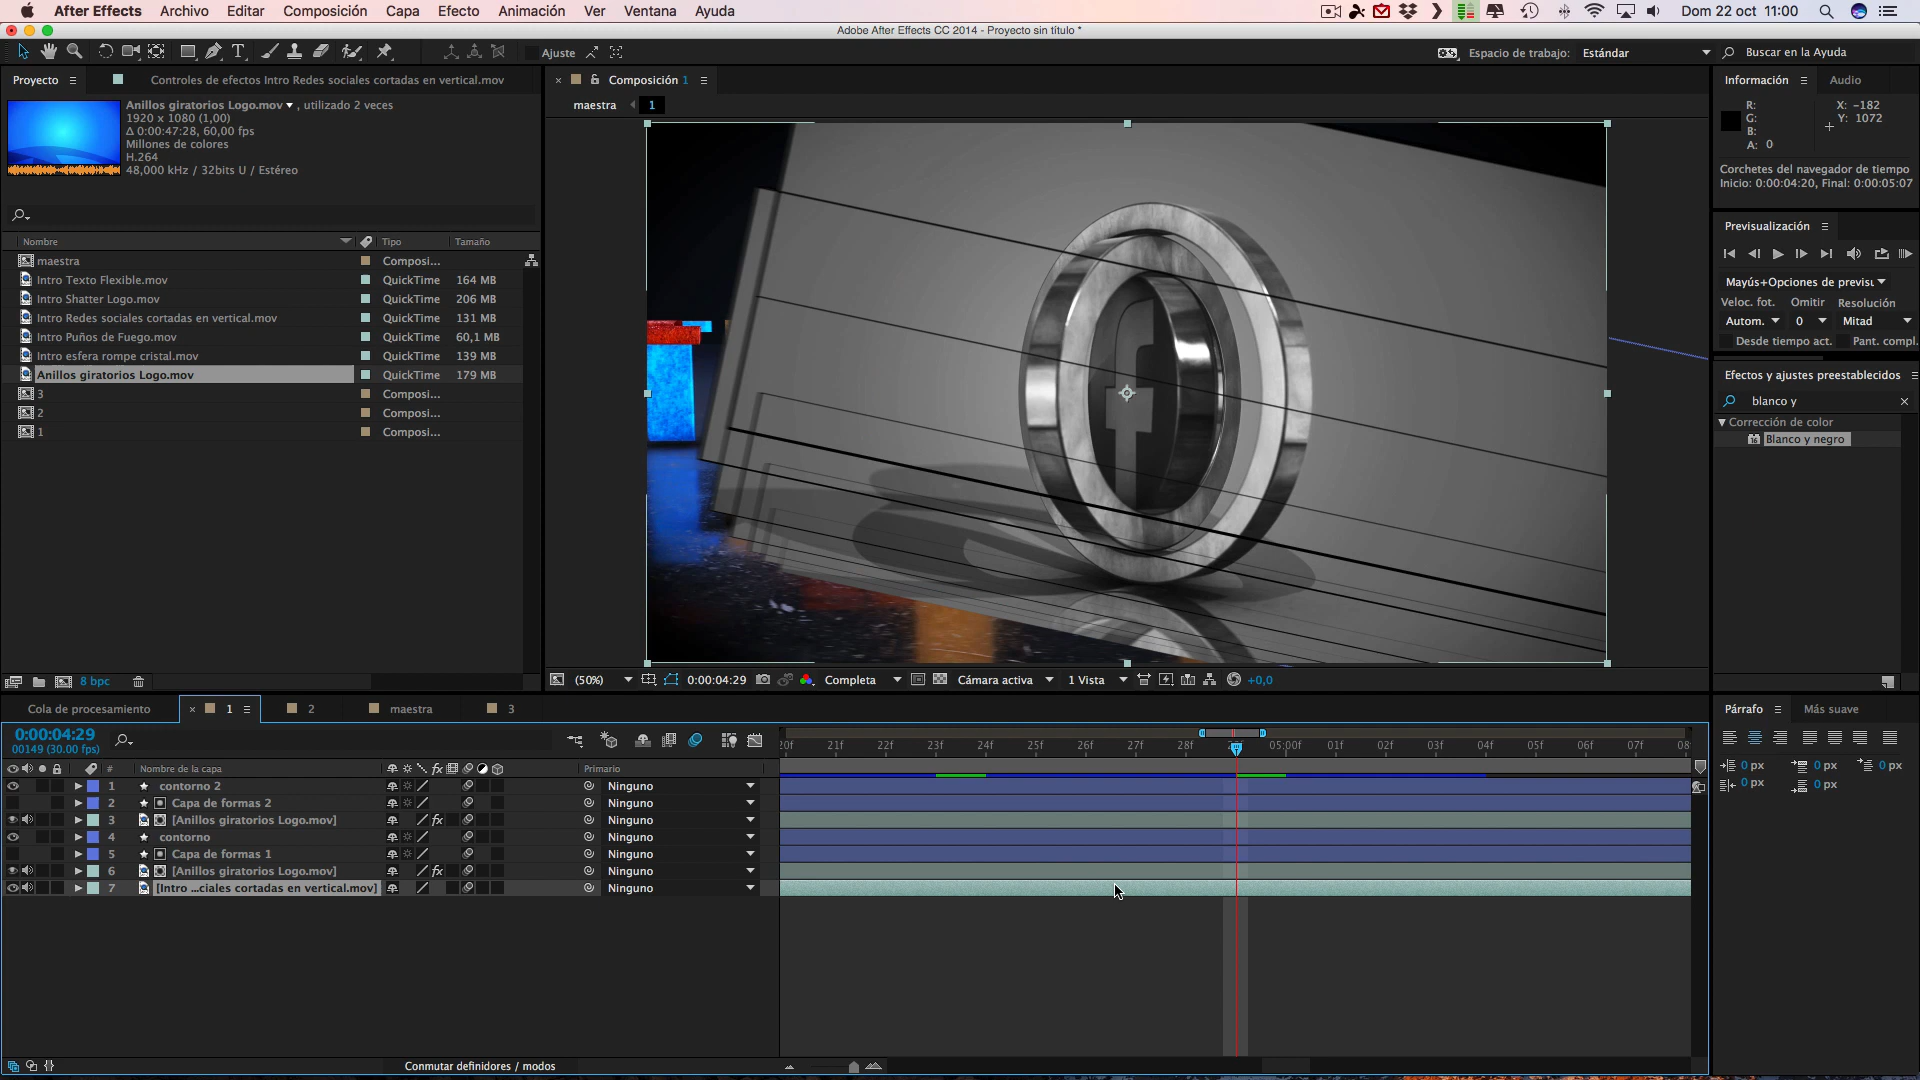 After Effects Archivo Editar Composición Capa Efecto Animación Ver Ventana Ayuda Dom 22 oct 11:00
Adobe After Effects CC 2014 - Proyecto sin título *
Ajuste Espacio de trabajo: Estándar Buscar en la Ayuda
Proyecto Controles de efectos Intro Redes sociales cortadas en vertical.mov Composición 1 Información Audio
Anillos giratorios Logo.mov , utilizado 2 veces maestra 1
1920 x 1080 (1,00)
Δ 0:00:47:28, 60,00 fps
Millones de colores
H.264
48,000 kHz / 32bits U / Estéreo
R: X: -182
G: Y: 1072
B:
A: 0
Corchetes del navegador de tiempo
Inicio: 0:00:04:20, Final: 0:00:05:07
Previsualización
Mayús+Opciones de previsu
Veloc. fot. Omitir Resolución
Autom. 0 Mitad
Desde tiempo act. Pant. compl.
Efectos y ajustes preestablecidos
blanco y
Corrección de color
Blanco y negro
Nombre Tipo Tamaño
maestra Composi...
Intro Texto Flexible.mov QuickTime 164 MB
Intro Shatter Logo.mov QuickTime 206 MB
Intro Redes sociales cortadas en vertical.mov QuickTime 131 MB
Intro Puños de Fuego.mov QuickTime 60,1 MB
Intro esfera rompe cristal.mov QuickTime 139 MB
Anillos giratorios Logo.mov QuickTime 179 MB
3 Composi...
2 Composi...
1 Composi...
8 bpc
(50%) 0:00:04:29 Completa Cámara activa 1 Vista +0,0
Cola de procesamiento 1 2 maestra 3
Párrafo Más suave
0 px 0 px 0 px
0 px 0 px
0:00:04:29
00149 (30.00 fps)
20f 21f 22f 23f 24f 25f 26f 27f 28f 05:00f 01f 02f 03f 04f 05f 06f 07f 08
# Nombre de la capa fx Primario
1 contorno 2 Ninguno
2 Capa de formas 2 Ninguno
3 [Anillos giratorios Logo.mov] fx Ninguno
4 contorno Ninguno
5 Capa de formas 1 Ninguno
6 [Anillos giratorios Logo.mov] fx Ninguno
7 [Intro ...ciales cortadas en vertical.mov] Ninguno
Conmutar definidores / modos